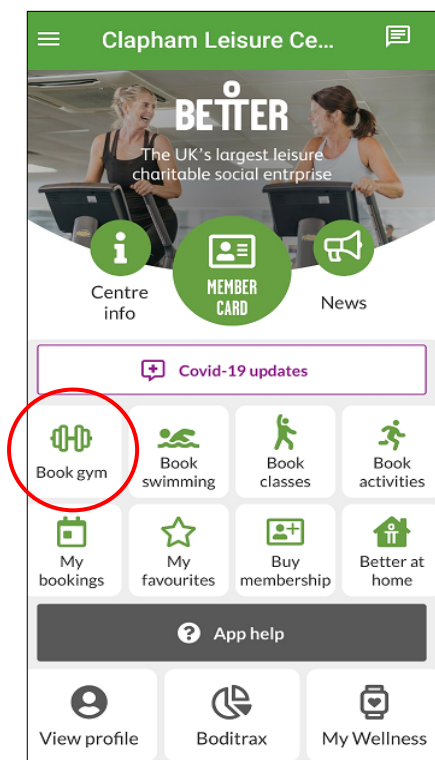 Clapham Leisure Ce...
BETTER
The UK's largest leisure
charitable social entrprise
Centre
info
MEMBER
CARD
News
Covid-19 updates
Book gym
Book
swimming
Book
classes
Book
activities
My
bookings
My
favourites
Buy
membership
Better at
home
App help
View profile
Boditrax
My Wellness